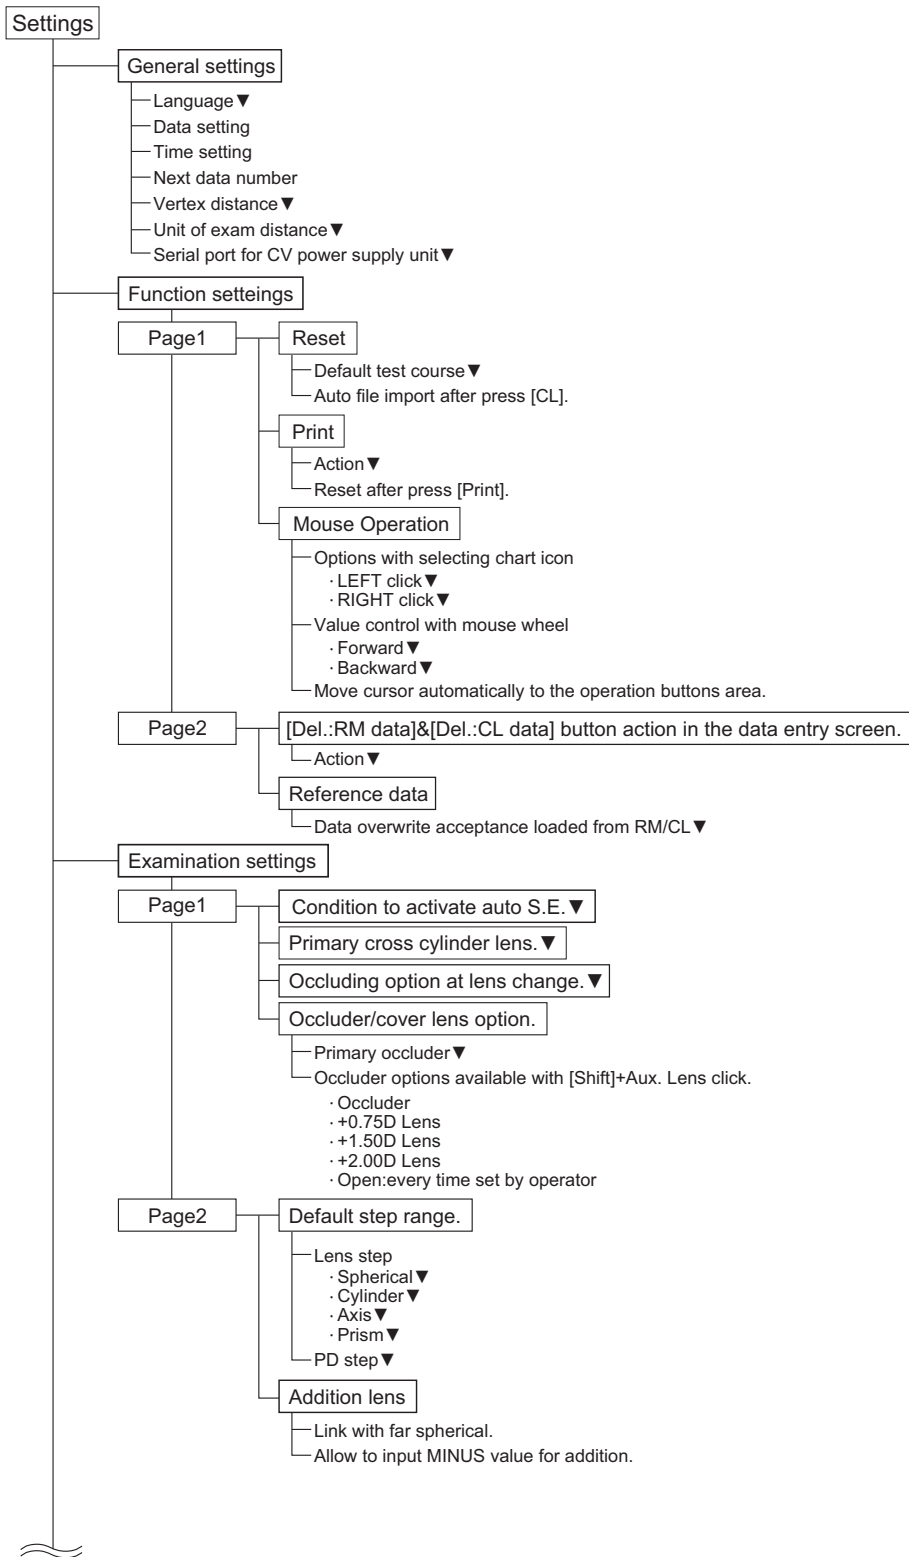 Settings
General settings
Language▼
Data setting
Time setting
Next data number
Vertex distance▼
Unit of exam distance▼
Serial port for CV power supply unit▼
Function setteings
Page1
Reset
Default test course▼
Auto file import after press [CL].
Print
Action▼
Reset after press [Print].
Mouse Operation
Options with selecting chart icon
· LEFT click▼
· RIGHT click▼
Value control with mouse wheel
· Forward▼
· Backward▼
Move cursor automatically to the operation buttons area.
Page2
[Del.:RM data]&[Del.:CL data] button action in the data entry screen.
Action▼
Reference data
Data overwrite acceptance loaded from RM/CL▼
Examination settings
Page1
Condition to activate auto S.E.▼
Primary cross cylinder lens.▼
Occluding option at lens change.▼
Occluder/cover lens option.
Primary occluder▼
Occluder options available with [Shift]+Aux. Lens click.
· Occluder
· +0.75D Lens
· +1.50D Lens
· +2.00D Lens
· Open:every time set by operator
Page2
Default step range.
Lens step
· Spherical▼
· Cylinder▼
· Axis▼
· Prism▼
PD step▼
Addition lens
Link with far spherical.
Allow to input MINUS value for addition.